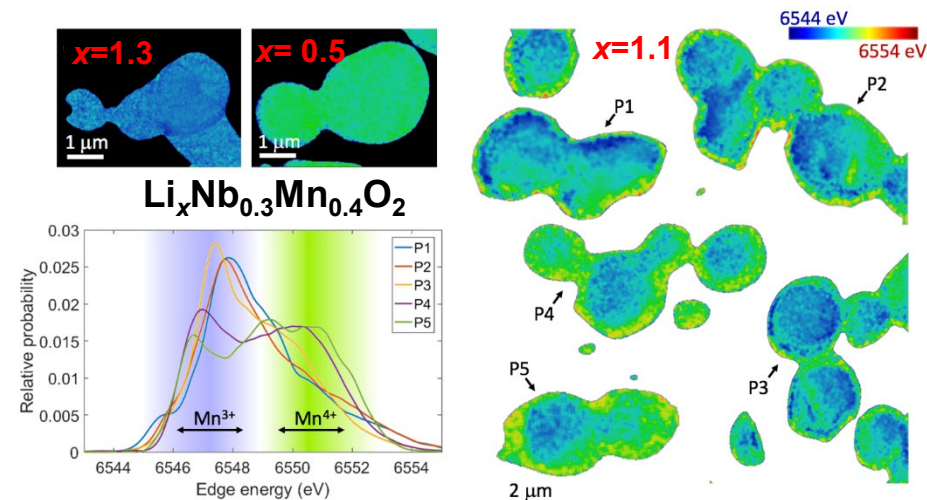 x=1.3
x= 0.5
1 μm
1 μm
LixNb0.3Mn0.4O2
Relative probability
0.03
0.025
0.02
0.015
0.01
0.005
0
P1
P2
P3
P4
P5
Mn3+
Mn4+
6544 6546 6548 6550 6552 6554
Edge energy (eV)
x=1.1
6544 eV
6554 eV
P1
P2
P4
P3
P5
2 μm